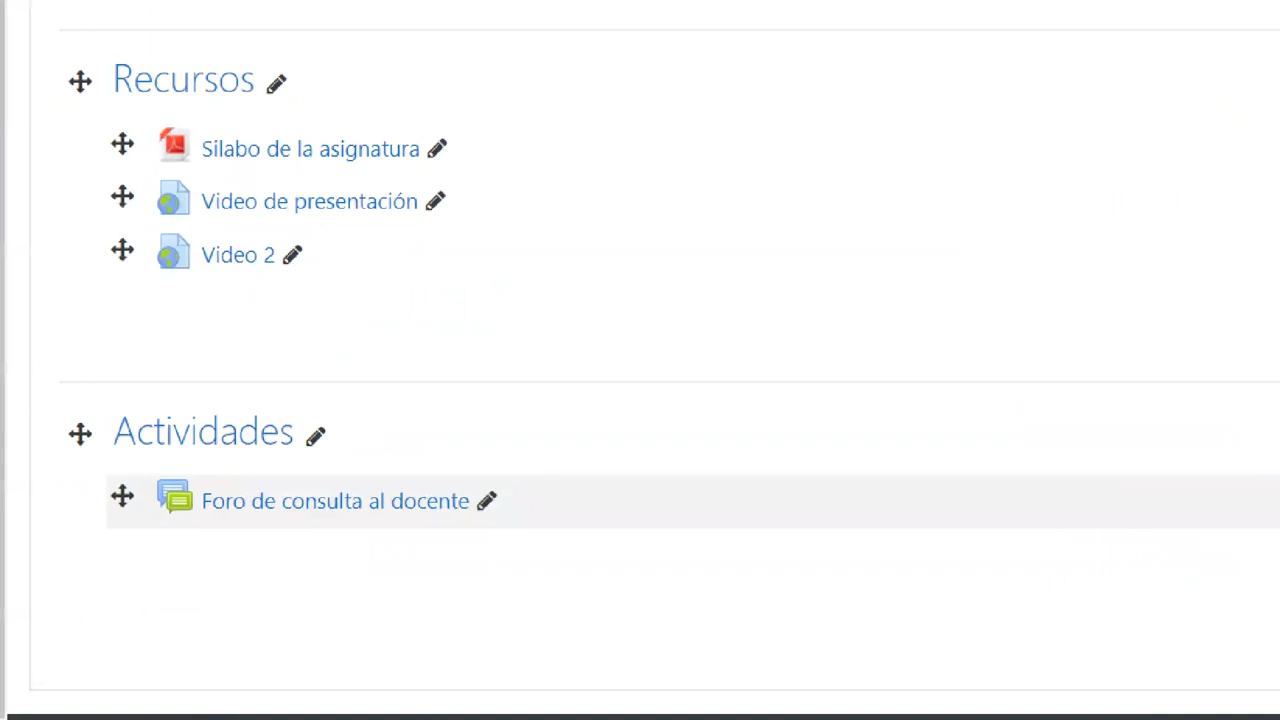 Recursos
Silabo de la asignatura
Video de presentación
Video 2
Actividades
Foro de consulta al docente